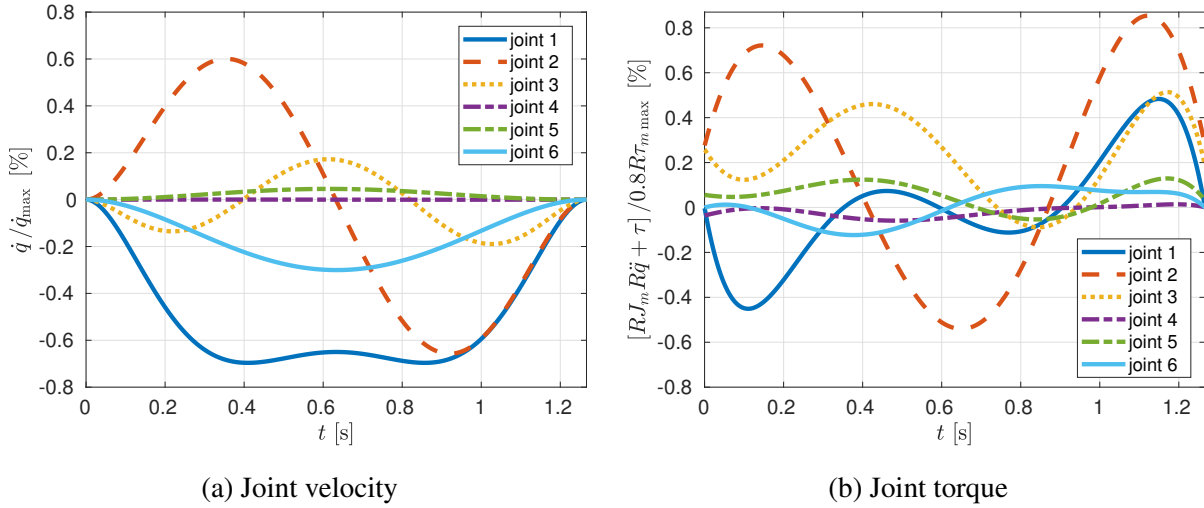 0.8
0.6
0.4
0.2
0
-0.2
-0.4
-0.6
-0.8
q̇/q̇max [%]
joint 1
joint 2
joint 3
joint 4
joint 5
joint 6
0 0.2 0.4 0.6 0.8 1 1.2
t [s]
(a) Joint velocity
0.8
0.6
0.4
0.2
0
-0.2
-0.4
-0.6
-0.8
[RJmRq̈ + τ] /0.8Rτm max [%]
joint 1
joint 2
joint 3
joint 4
joint 5
joint 6
0 0.2 0.4 0.6 0.8 1 1.2
t [s]
(b) Joint torque